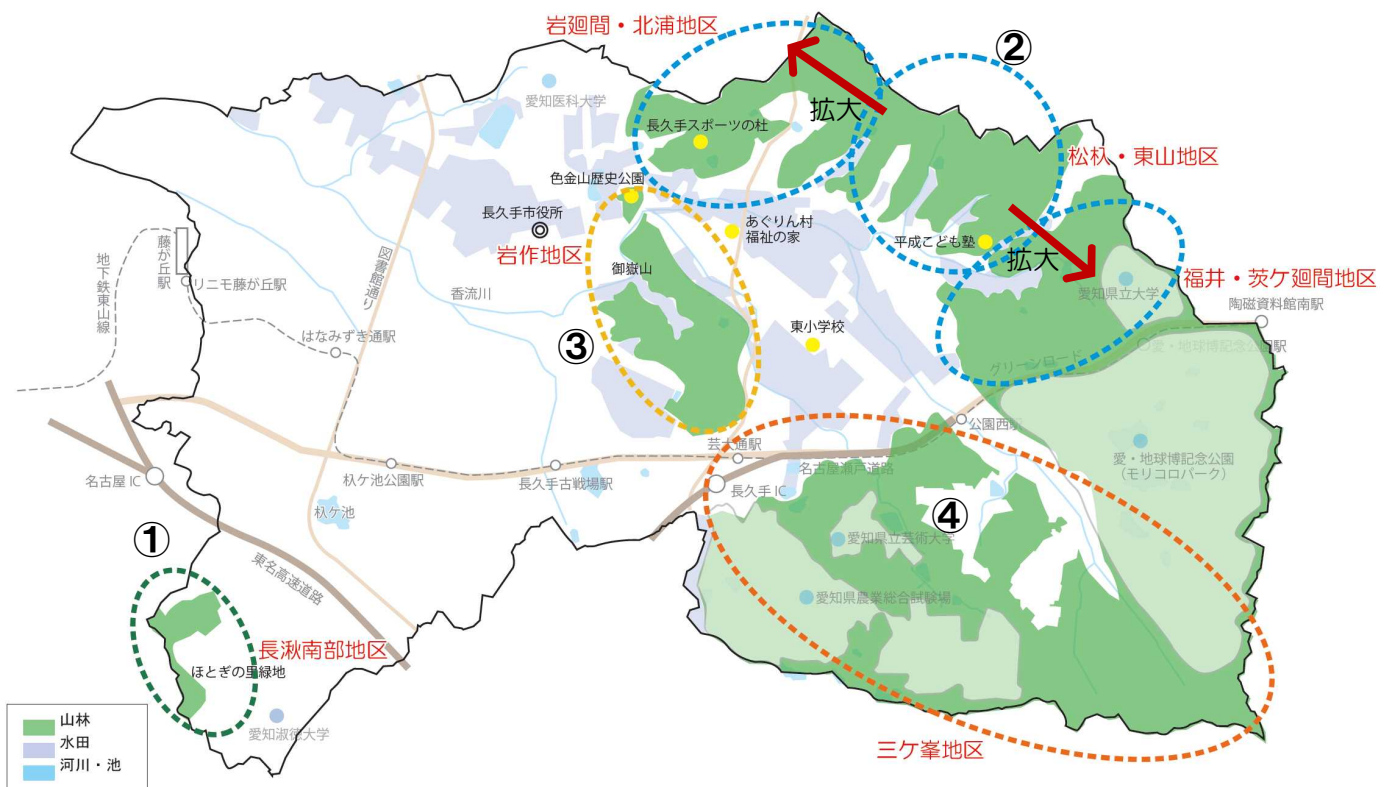 岩廻間・北浦地区
②
拡大
愛知医科大学
長久手スポーツの杜
松杁・東山地区
色金山歴史公園
長久手市役所
あぐりん村
福祉の家
平成こども塾
岩作地区
拡大
藤が丘駅
地下鉄東山線
リニモ藤が丘駅
図書館通り
香流川
御嶽山
福井・茨ケ廻間地区
愛知県立大学
陶磁資料館南駅
はなみずき通駅
③
東小学校
愛・地球博記念公園駅
グリーンロード
公園西駅
芸大通駅
名古屋瀬戸道路
愛・地球博記念公園
(モリコロパーク)
名古屋 IC
杁ケ池公園駅
長久手古戦場駅
長久手IC
杁ケ池
④
①
愛知県立芸術大学
東名高速道路
愛知県農業総合試験場
長湫南部地区
ほとぎの里緑地
愛知淑徳大学
三ケ峯地区
山林
水田
河川・池